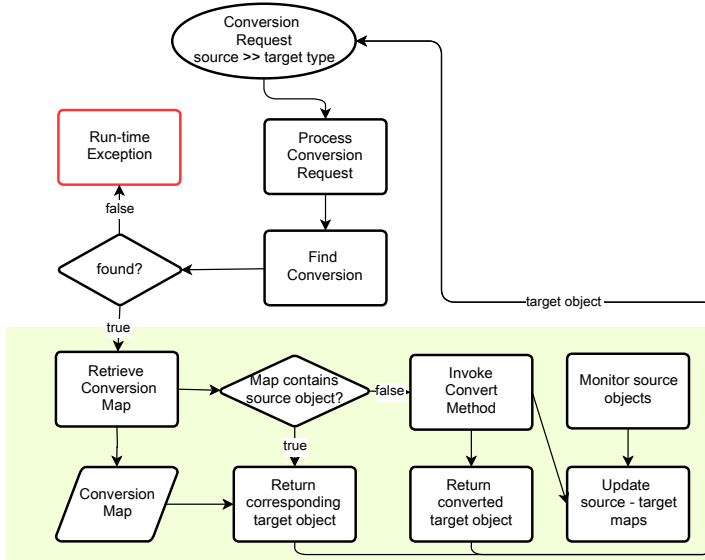 Conversion
Request
source >> target type
Run-time
Exception
Process
Conversion
Request
false
found?
Find
Conversion
target object
true
Retrieve
Conversion
Map
Map contains
source object?
false
Invoke
Convert
Method
Monitor source
objects
true
Conversion
Map
Return
corresponding
target object
Return
converted
target object
Update
source - target
maps